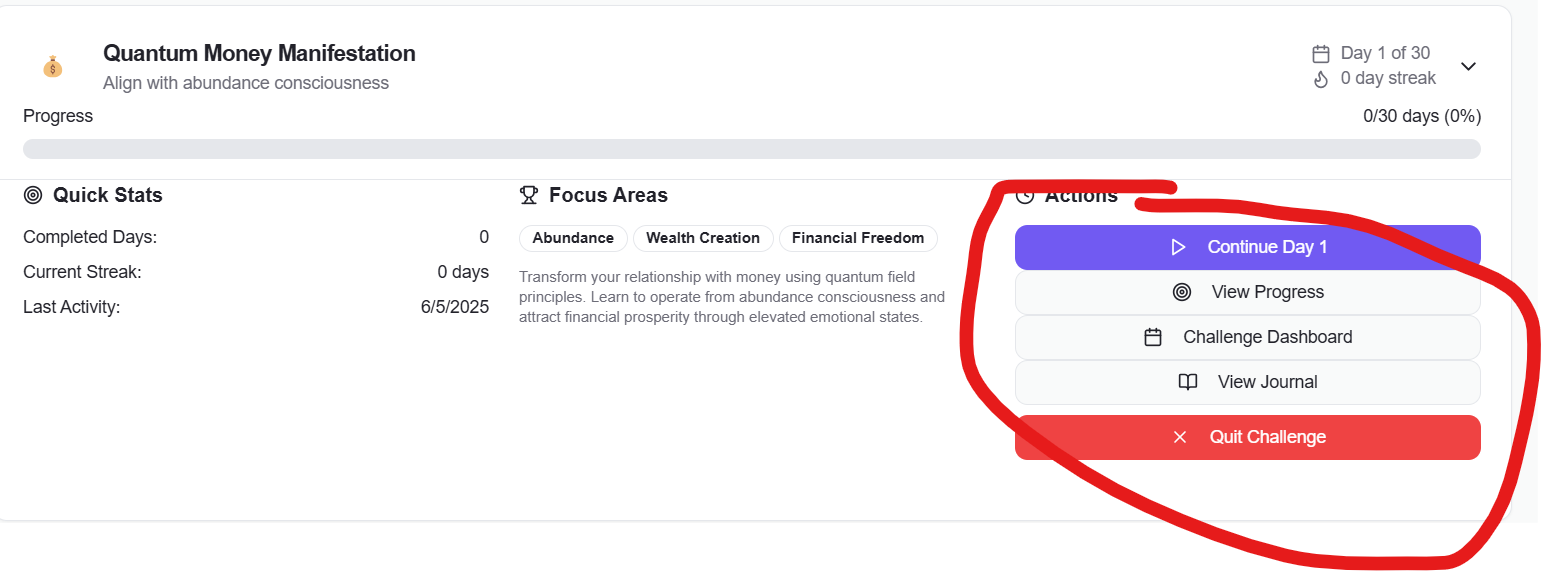 Quantum Money Manifestation
Align with abundance consciousness
Day 1 of 30
0 day streak
Progress
0/30 days (0%)
Quick Stats
Completed Days: 0
Current Streak: 0 days
Last Activity: 6/5/2025
Focus Areas
Abundance Wealth Creation Financial Freedom
Transform your relationship with money using quantum field
principles. Learn to operate from abundance consciousness and
attract financial prosperity through elevated emotional states.
Actions
Continue Day 1
View Progress
Challenge Dashboard
View Journal
Quit Challenge